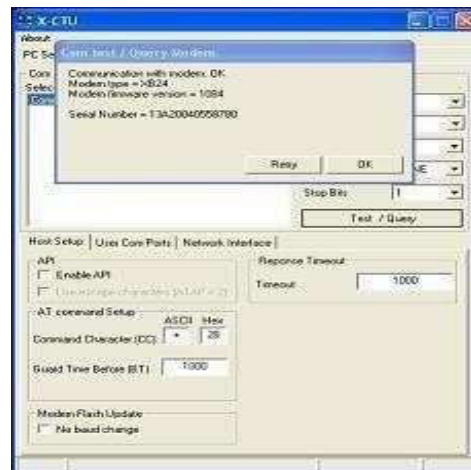 X-CTU
About
PC Se
Com test / Query Modem
Com
Selec
Communication with modem. OK
Modem type = XB24
Modem firmware version = 1084
Serial Number = 13A20040558780
Retry
OK
Stop Bits
1
Test / Query
Host Setup
User Com Ports
Network Interface
API
Enable API
Reponce Timeout
Timeout
1000
AT command Setup
ASCII
Hex
Command Character (CC)
+
2B
Guard Time Before (BT)
1000
Modem Flash Update
No baud change